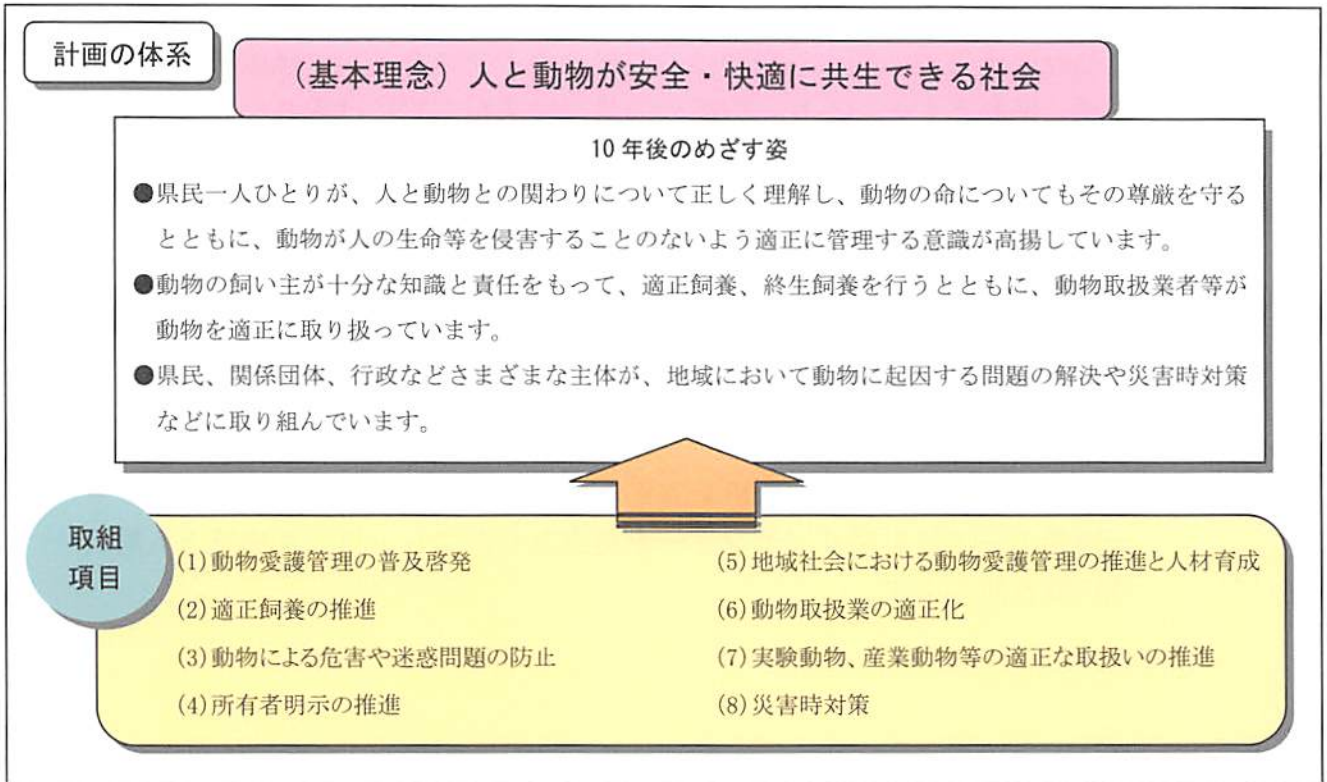 計画の体系
（基本理念）人と動物が安全・快適に共生できる社会
10年後のめざす姿
●県民一人ひとりが、人と動物との関わりについて正しく理解し、動物の命についてもその尊厳を守る
とともに、動物が人の生命等を侵害することのないよう適正に管理する意識が高揚しています。
●動物の飼い主が十分な知識と責任をもって、適正飼養、終生飼養を行うとともに、動物取扱業者等が
動物を適正に取り扱っています。
●県民、関係団体、行政などさまざまな主体が、地域において動物に起因する問題の解決や災害時対策
などに取り組んでいます。
取組
項目
(1)動物愛護管理の普及啓発
(2)適正飼養の推進
(3)動物による危害や迷惑問題の防止
(4)所有者明示の推進
(5)地域社会における動物愛護管理の推進と人材育成
(6)動物取扱業の適正化
(7)実験動物、産業動物等の適正な取扱いの推進
(8)災害時対策